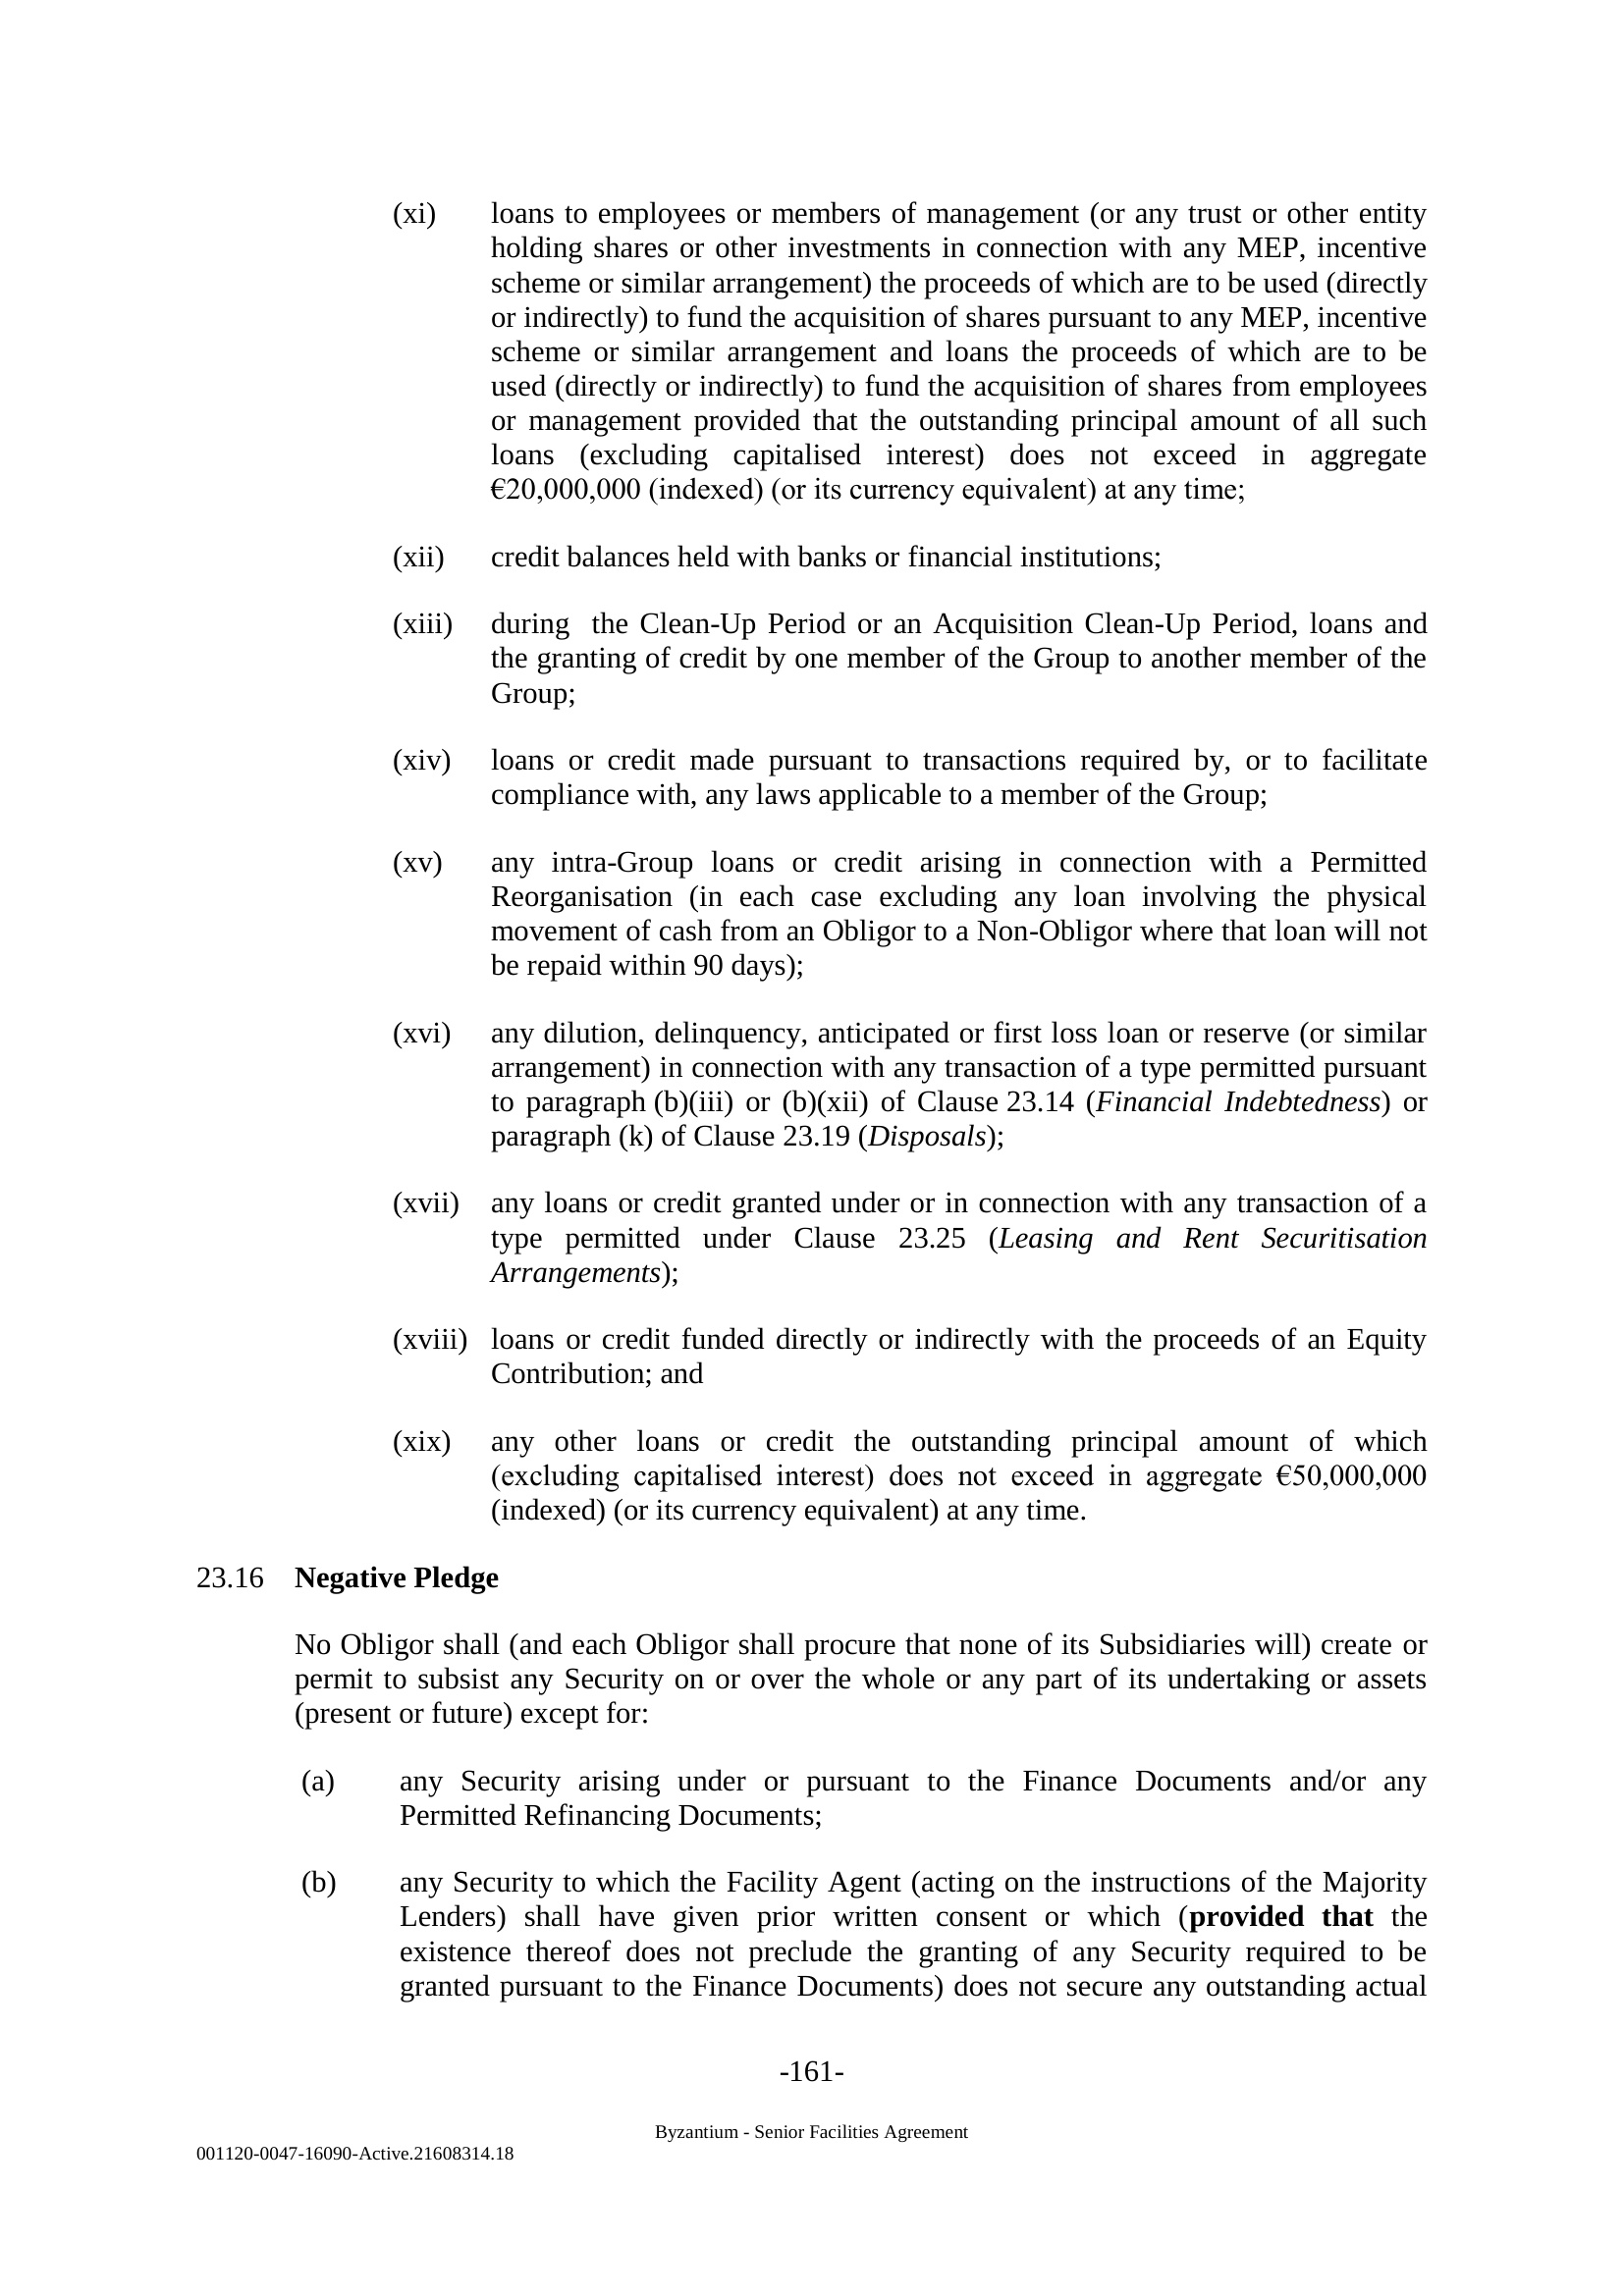 (xi) loans to employees or members of management (or any trust or other entity
holding shares or other investments in connection with any MEP, incentive
scheme or similar arrangement) the proceeds of which are to be used (directly
or indirectly) to fund the acquisition of shares pursuant to any MEP, incentive
scheme or similar arrangement and loans the proceeds of which are to be
used (directly or indirectly) to fund the acquisition of shares from employees
or management provided that the outstanding principal amount of all such
loans (excluding capitalised interest) does not exceed in aggregate
€20,000,000 (indexed) (or its currency equivalent) at any time;
(xii) credit balances held with banks or financial institutions;
(xiii) during the Clean-Up Period or an Acquisition Clean-Up Period, loans and
the granting of credit by one member of the Group to another member of the
Group;
(xiv) loans or credit made pursuant to transactions required by, or to facilitate
compliance with, any laws applicable to a member of the Group;
(xv) any intra-Group loans or credit arising in connection with a Permitted
Reorganisation (in each case excluding any loan involving the physical
movement of cash from an Obligor to a Non-Obligor where that loan will not
be repaid within 90 days);
(xvi) any dilution, delinquency, anticipated or first loss loan or reserve (or similar
arrangement) in connection with any transaction of a type permitted pursuant
to paragraph (b)(iii) or (b)(xii) of Clause 23.14 (Financial Indebtedness) or
paragraph (k) of Clause 23.19 (Disposals);
(xvii) any loans or credit granted under or in connection with any transaction of a
type permitted under Clause 23.25 (Leasing and Rent Securitisation
Arrangements);
(xviii) loans or credit funded directly or indirectly with the proceeds of an Equity
Contribution; and
(xix) any other loans or credit the outstanding principal amount of which
(excluding capitalised interest) does not exceed in aggregate €50,000,000
(indexed) (or its currency equivalent) at any time.
23.16 Negative Pledge
No Obligor shall (and each Obligor shall procure that none of its Subsidiaries will) create or
permit to subsist any Security on or over the whole or any part of its undertaking or assets
(present or future) except for:
(a) any Security arising under or pursuant to the Finance Documents and/or any
Permitted Refinancing Documents;
(b) any Security to which the Facility Agent (acting on the instructions of the Majority
Lenders) shall have given prior written consent or which (provided that the
existence thereof does not preclude the granting of any Security required to be
granted pursuant to the Finance Documents) does not secure any outstanding actual
-161-
Byzantium - Senior Facilities Agreement
001120-0047-16090-Active.21608314.18